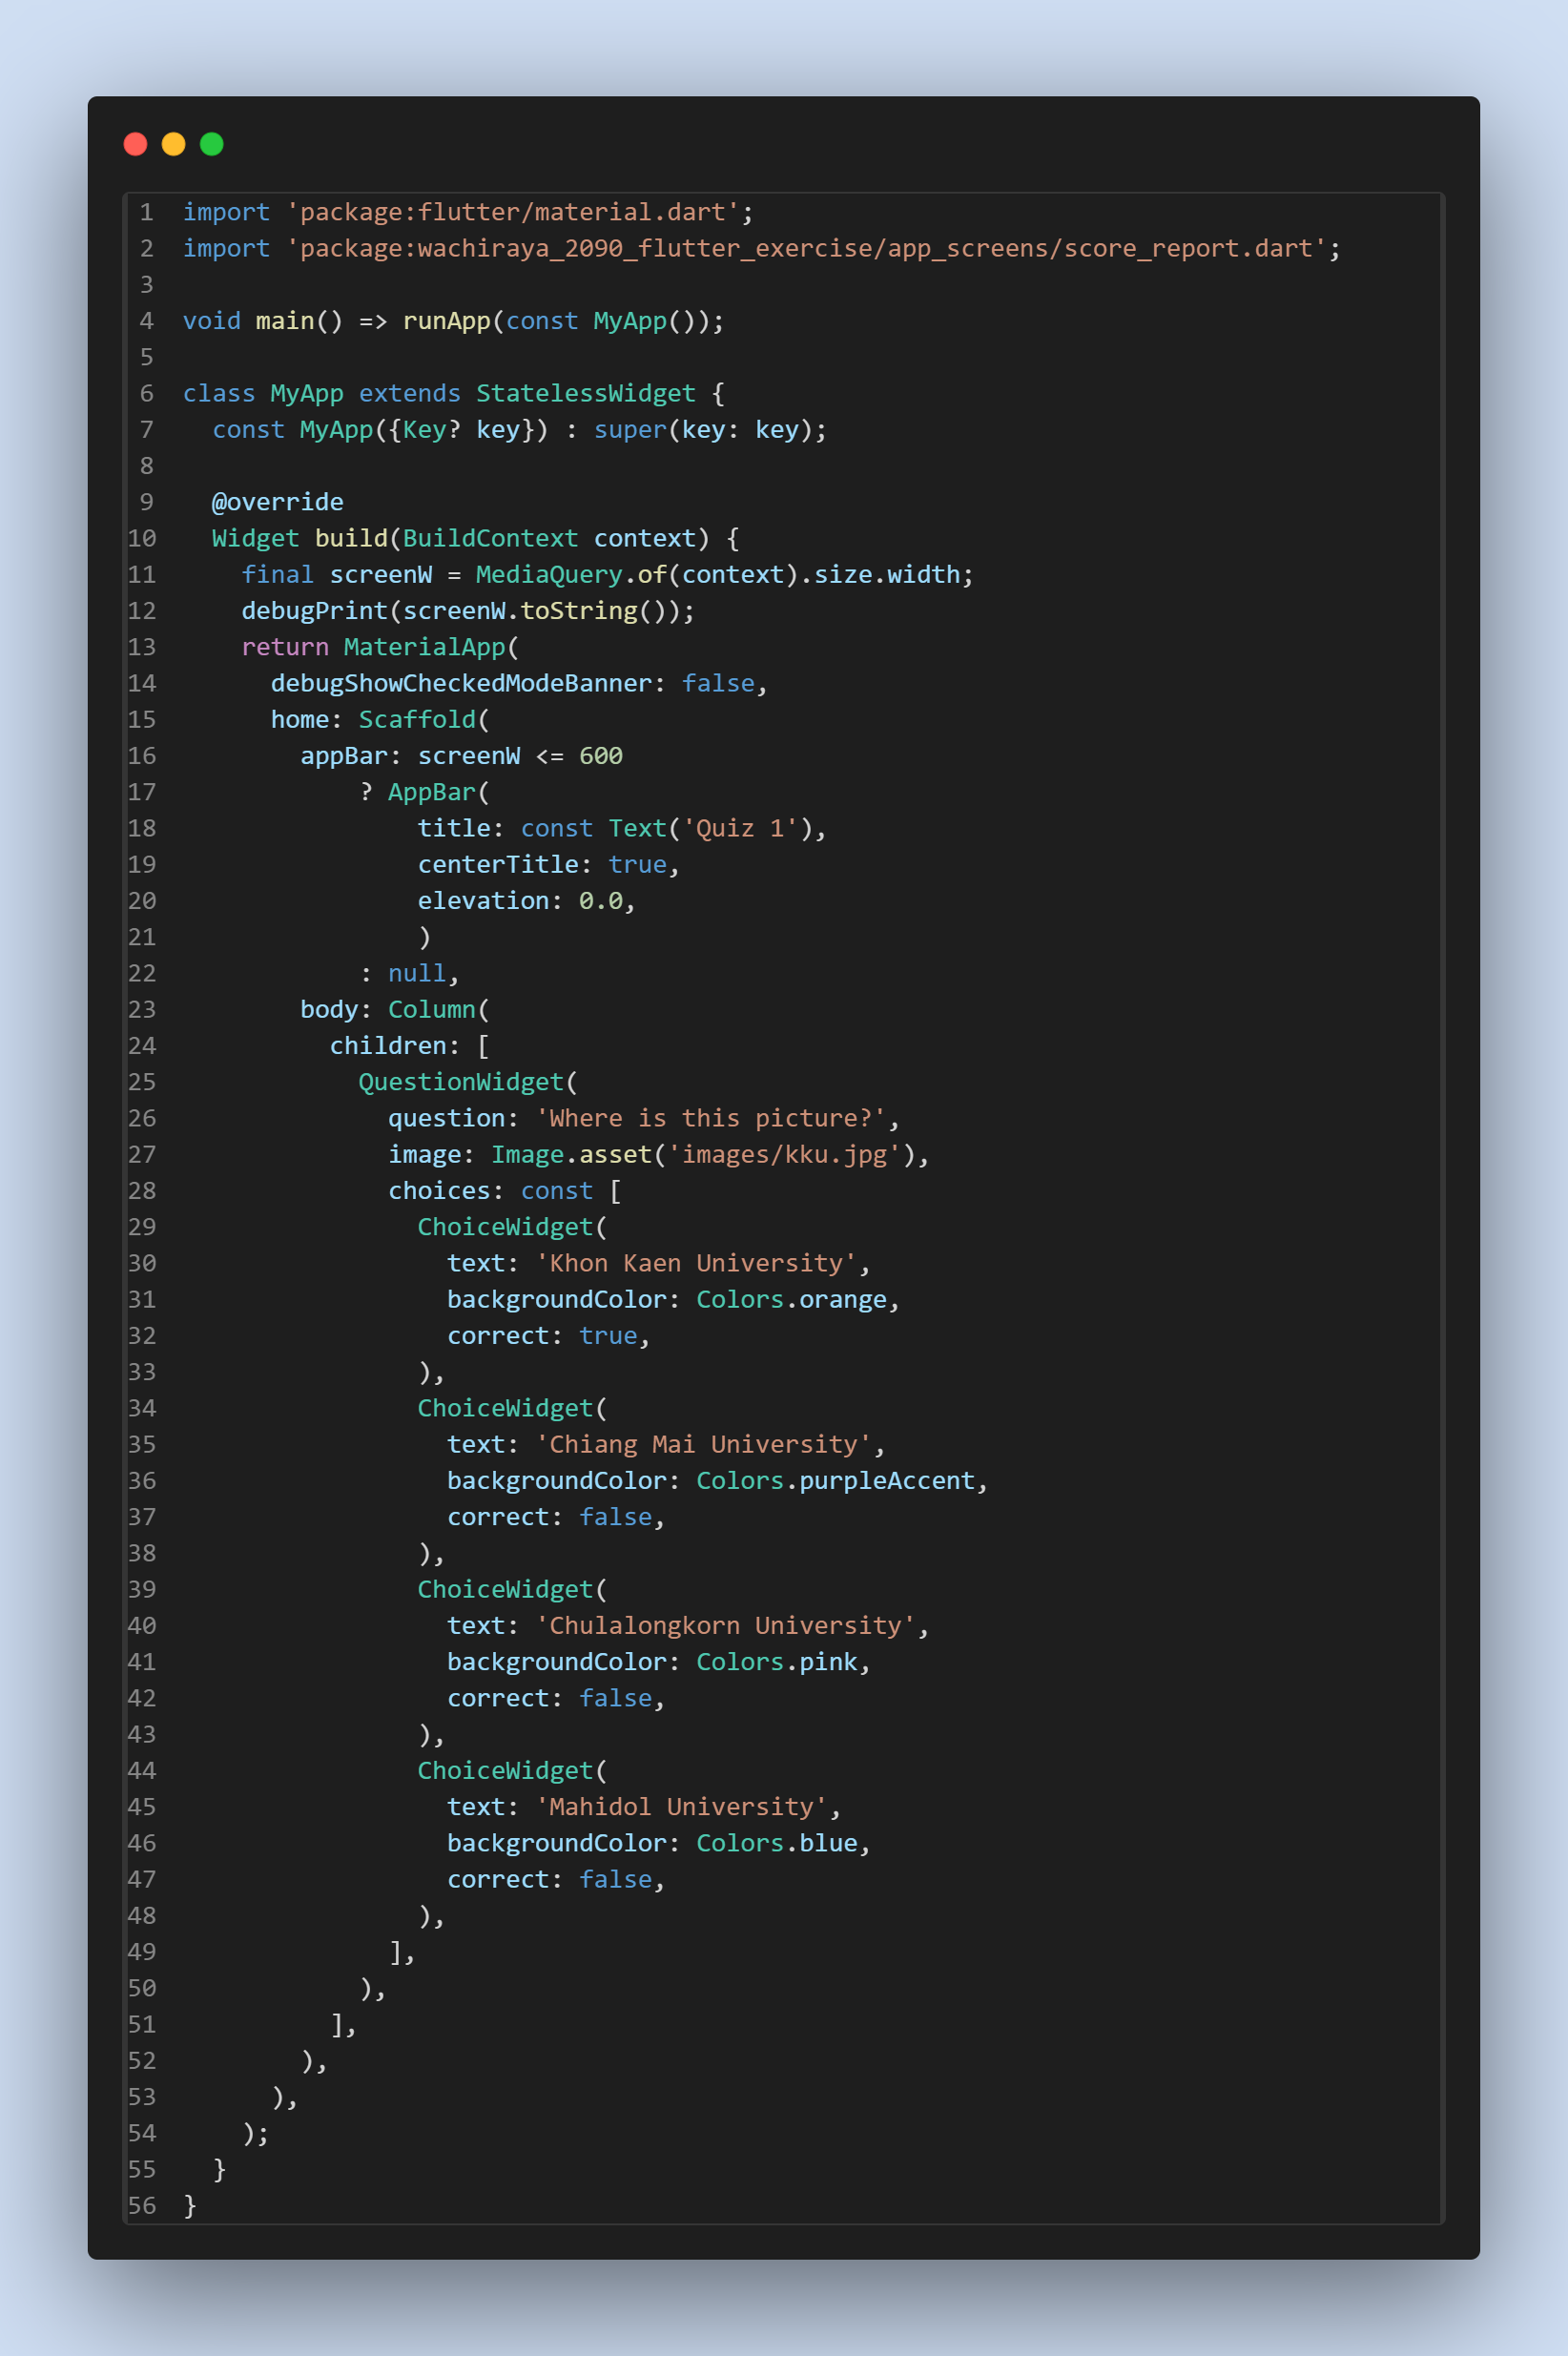 1 import 'package:flutter/material.dart';
2 import 'package:wachiraya_2090_flutter_exercise/app_screens/score_report.dart';
3
4 void main() => runApp(const MyApp());
5
6 class MyApp extends StatelessWidget {
7   const MyApp({Key? key}) : super(key: key);
8
9   @override
10   Widget build(BuildContext context) {
11     final screenW = MediaQuery.of(context).size.width;
12     debugPrint(screenW.toString());
13     return MaterialApp(
14       debugShowCheckedModeBanner: false,
15       home: Scaffold(
16         appBar: screenW <= 600
17             ? AppBar(
18                 title: const Text('Quiz 1'),
19                 centerTitle: true,
20                 elevation: 0.0,
21                 )
22             : null,
23         body: Column(
24           children: [
25             QuestionWidget(
26               question: 'Where is this picture?',
27               image: Image.asset('images/kku.jpg'),
28               choices: const [
29                 ChoiceWidget(
30                   text: 'Khon Kaen University',
31                   backgroundColor: Colors.orange,
32                   correct: true,
33                 ),
34                 ChoiceWidget(
35                   text: 'Chiang Mai University',
36                   backgroundColor: Colors.purpleAccent,
37                   correct: false,
38                 ),
39                 ChoiceWidget(
40                   text: 'Chulalongkorn University',
41                   backgroundColor: Colors.pink,
42                   correct: false,
43                 ),
44                 ChoiceWidget(
45                   text: 'Mahidol University',
46                   backgroundColor: Colors.blue,
47                   correct: false,
48                 ),
49               ],
50             ),
51           ],
52         ),
53       ),
54     );
55   }
56 }